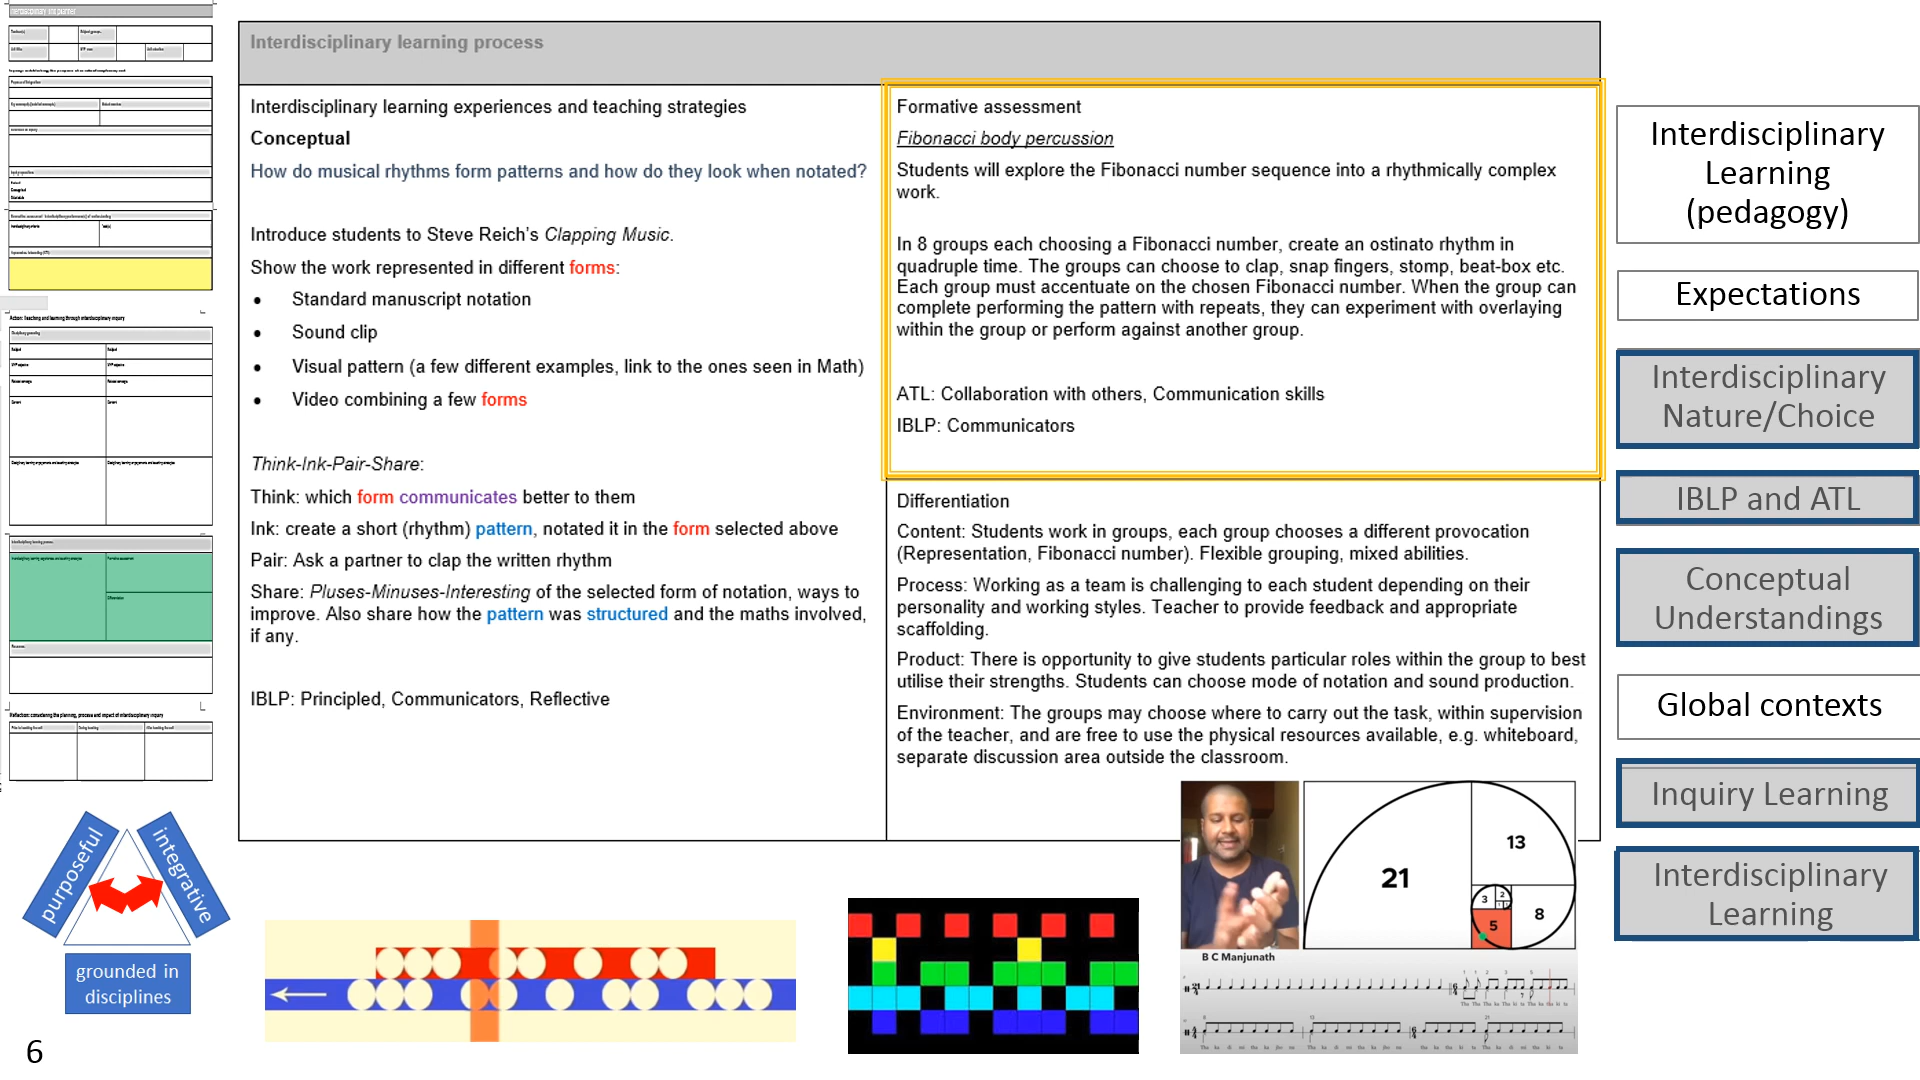 Interdisciplinary learning process
Interdisciplinary learning experiences and teaching strategies
Conceptual
How do musical rhythms form patterns and how do they look when notated?
Introduce students to Steve Reich’s Clapping Music.
Show the work represented in different forms:
• Standard manuscript notation
• Sound clip
• Visual pattern (a few different examples, link to the ones seen in Math)
• Video combining a few forms
Think-Ink-Pair-Share:
Think: which form communicates better to them
Ink: create a short (rhythm) pattern, notated it in the form selected above
Pair: Ask a partner to clap the written rhythm
Share: Pluses-Minuses-Interesting of the selected form of notation, ways to
improve. Also share how the pattern was structured and the maths involved,
if any.
IBLP: Principled, Communicators, Reflective
Formative assessment
Fibonacci body percussion
Students will explore the Fibonacci number sequence into a rhythmically complex
work.
In 8 groups each choosing a Fibonacci number, create an ostinato rhythm in
quadruple time. The groups can choose to clap, snap fingers, stomp, beat-box etc.
Each group must accentuate on the chosen Fibonacci number. When the group can
complete performing the pattern with repeats, they can experiment with overlaying
within the group or perform against another group.
ATL: Collaboration with others, Communication skills
IBLP: Communicators
Differentiation
Content: Students work in groups, each group chooses a different provocation
(Representation, Fibonacci number). Flexible grouping, mixed abilities.
Process: Working as a team is challenging to each student depending on their
personality and working styles. Teacher to provide feedback and appropriate
scaffolding.
Product: There is opportunity to give students particular roles within the group to best
utilise their strengths. Students can choose mode of notation and sound production.
Environment: The groups may choose where to carry out the task, within supervision
of the teacher, and are free to use the physical resources available, e.g. whiteboard,
separate discussion area outside the classroom.
Interdisciplinary
Learning
(pedagogy)
Expectations
Interdisciplinary
Nature/Choice
IBLP and ATL
Conceptual
Understandings
Global contexts
Inquiry Learning
Interdisciplinary
Learning
purposeful
integrative
grounded in
disciplines
21
13
3
2
5
8
B C Manjunath
6